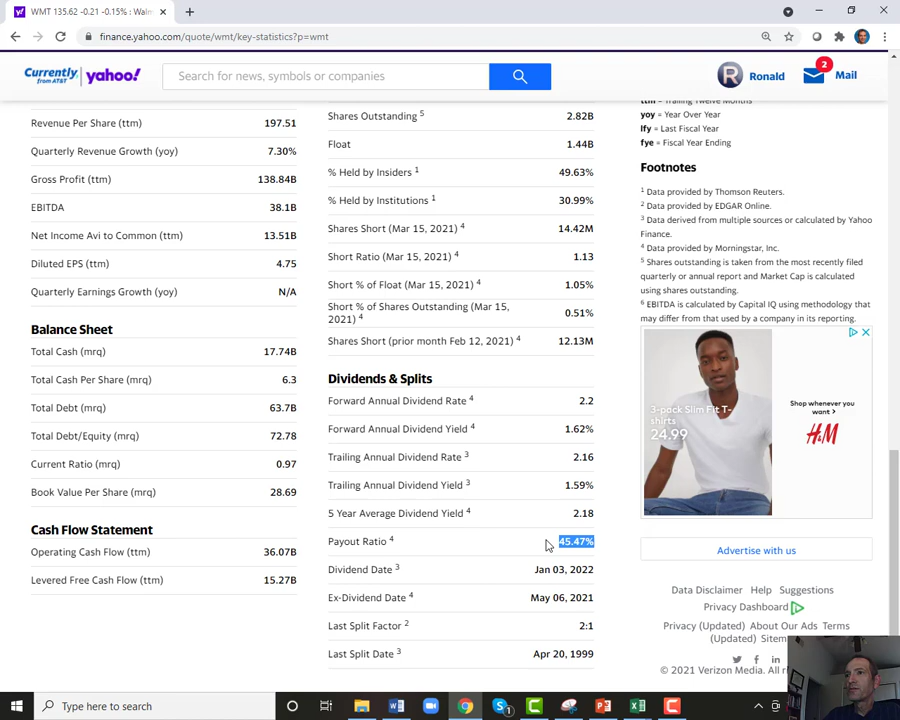 WMT 135.62 -0.21 -0.15% : Waln
finance.yahoo.com/quote/wmt/key-statistics?p=wmt
Currently, from AT&T yahoo!
Search for news, symbols or companies
R
Ronald
2
Mail
Revenue Per Share (ttm) 197.51
Quarterly Revenue Growth (yoy) 7.30%
Gross Profit (ttm) 138.84B
EBITDA 38.1B
Net Income Avi to Common (ttm) 13.51B
Diluted EPS (ttm) 4.75
Quarterly Earnings Growth (yoy) N/A
Balance Sheet
Total Cash (mrq) 17.74B
Total Cash Per Share (mrq) 6.3
Total Debt (mrq) 63.7B
Total Debt/Equity (mrq) 72.78
Current Ratio (mrq) 0.97
Book Value Per Share (mrq) 28.69
Cash Flow Statement
Operating Cash Flow (ttm) 36.07B
Levered Free Cash Flow (ttm) 15.27B
Shares Outstanding 5 2.82B
Float 1.44B
% Held by Insiders 1 49.63%
% Held by Institutions 1 30.99%
Shares Short (Mar 15, 2021) 4 14.42M
Short Ratio (Mar 15, 2021) 4 1.13
Short % of Float (Mar 15, 2021) 4 1.05%
Short % of Shares Outstanding (Mar 15,
2021) 4 0.51%
Shares Short (prior month Feb 12, 2021) 4 12.13M
Dividends & Splits
Forward Annual Dividend Rate 4 2.2
Forward Annual Dividend Yield 4 1.62%
Trailing Annual Dividend Rate 3 2.16
Trailing Annual Dividend Yield 3 1.59%
5 Year Average Dividend Yield 4 2.18
Payout Ratio 4 45.47%
Dividend Date 3 Jan 03, 2022
Ex-Dividend Date 4 May 06, 2021
Last Split Factor 2 2:1
Last Split Date 3 Apr 20, 1999
ttm = Trailing Twelve Months
yoy = Year Over Year
lfy = Last Fiscal Year
fye = Fiscal Year Ending
Footnotes
1 Data provided by Thomson Reuters.
2 Data provided by EDGAR Online.
3 Data derived from multiple sources or calculated by Yahoo
Finance.
4 Data provided by Morningstar, Inc.
5 Shares outstanding is taken from the most recently filed
quarterly or annual report and Market Cap is calculated
using shares outstanding.
6 EBITDA is calculated by Capital IQ using methodology that
may differ from that used by a company in its reporting.
3-pack Slim Fit T-
shirts
24.99
Shop whenever you
want >
H&M
Advertise with us
Data Disclaimer Help Suggestions
Privacy Dashboard
Privacy (Updated) About Our Ads Terms
(Updated) Sitem
© 2021 Verizon Media. All
Type here to search